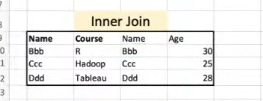 Inner Join
Name Course Name Age
Bbb R Bbb 30
Ccc Hadoop Ccc 25
Ddd Tableau Ddd 28